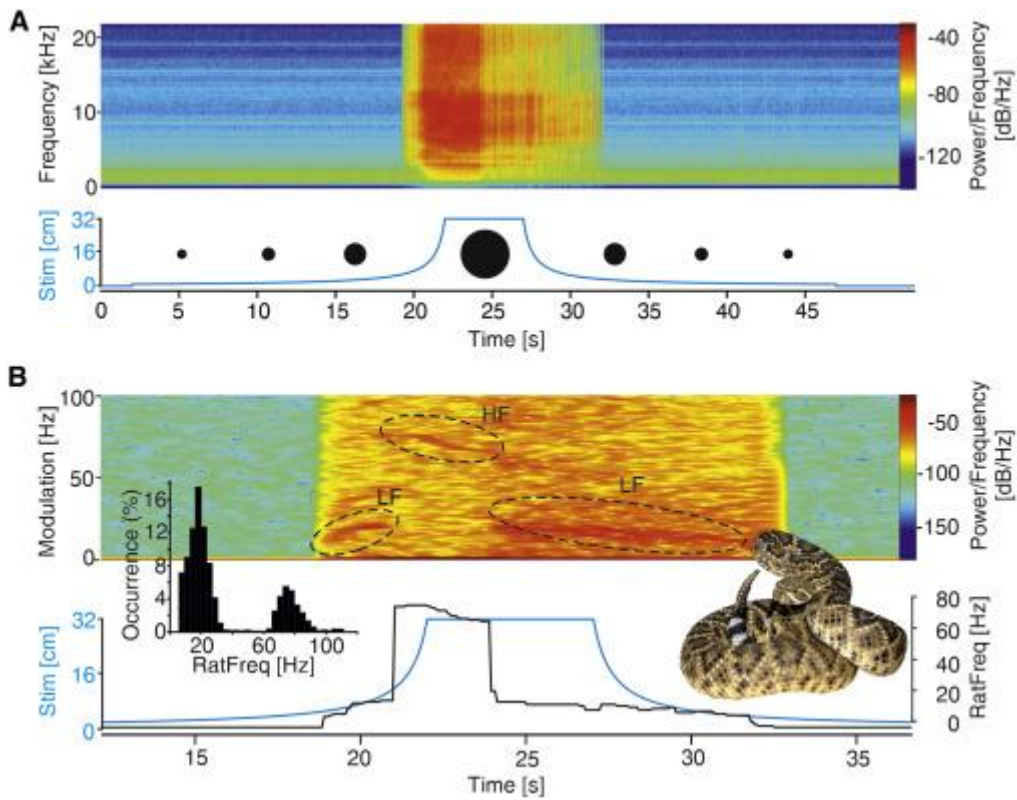 A
Frequency [kHz]
20
10
0
-40
-80
-120
Power/Frequency
[dB/Hz]
Stim [cm]
32
16
0
0 5 10 15 20 25 30 35 40 45
Time [s]
B
Modulation [Hz]
100
50
0
HF
LF
LF
-50
-100
150
Power/Frequency
[dB/Hz]
Occurrence (%)
16
12
8
4
0
20 60 100
RatFreq [Hz]
Stim [cm]
32
16
0
80
60
40
20
0
RatFreq [Hz]
15 20 25 30 35
Time [s]